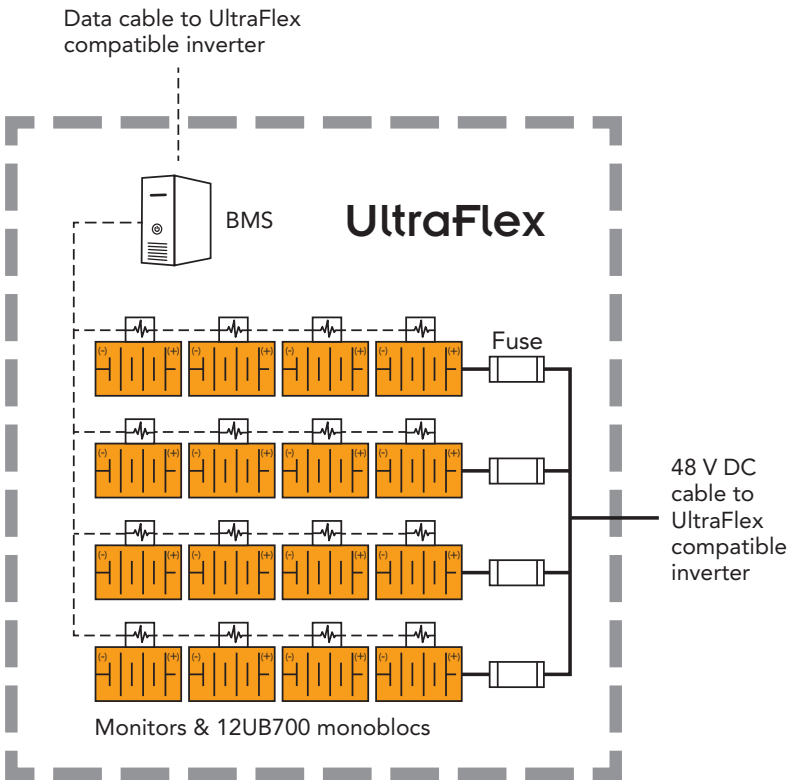 Data cable to UltraFlex
compatible inverter
BMS
UltraFlex
Fuse
(-) (+) (-) (+) (-) (+) (-) (+)
(-) (+) (-) (+) (-) (+) (-) (+)
48 V DC
cable to
UltraFlex
compatible
inverter
(-) (+) (-) (+) (-) (+) (-) (+)
(-) (+) (-) (+) (-) (+) (-) (+)
Monitors & 12UB700 monoblocs